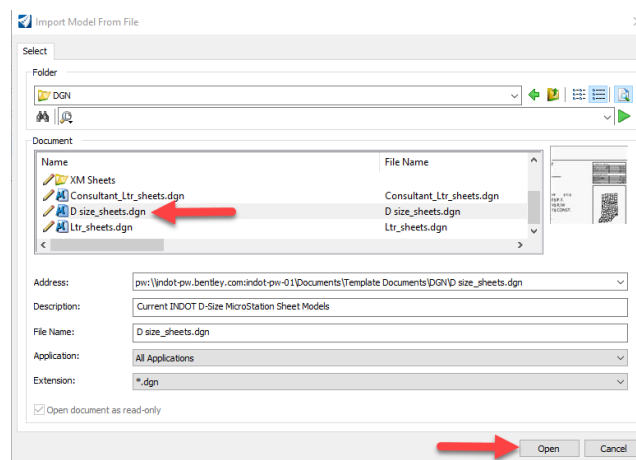 Import Model From File
Select
Folder
DGN
Document
Name File Name
XM Sheets
Consultant_Ltr_sheets.dgn Consultant_Ltr_sheets.dgn
D size_sheets.dgn D size_sheets.dgn
Ltr_sheets.dgn Ltr_sheets.dgn
Address: pw:\\indot-pw.bentley.com:indot-pw-01\Documents\Template Documents\DGN\D size_sheets.dgn
Description: Current INDOT D-Size MicroStation Sheet Models
File Name: D size_sheets.dgn
Application: All Applications
Extension: *.dgn
Open document as read-only
Open Cancel